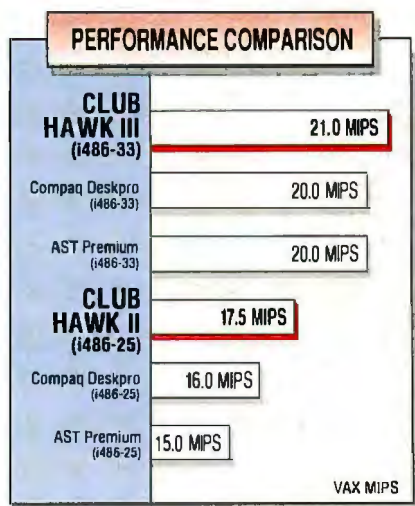 PERFORMANCE COMPARISON
CLUB
HAWK III
(i486-33)
21.0 MIPS
Compaq Deskpro
(i486-33)
20.0 MIPS
AST Premium
(i486-33)
20.0 MIPS
CLUB
HAWK II
(i486-25)
17.5 MIPS
Compaq Deskpro
(i486-25)
16.0 MIPS
AST Premium
(i486-25)
15.0 MIPS
VAX MIPS